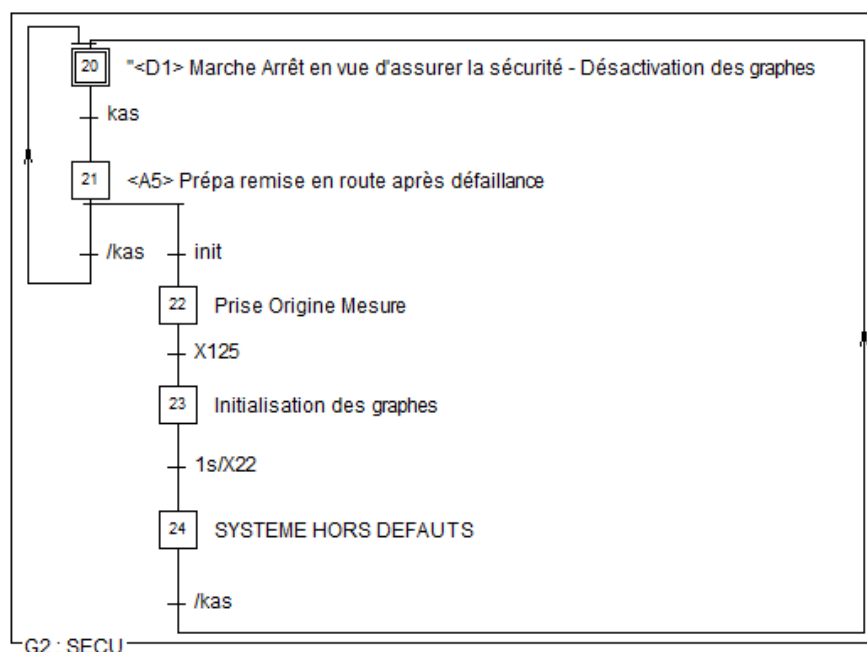 20 "<D1> Marche Arrêt en vue d'assurer la sécurité - Désactivation des graphes
kas
21 <A5> Prépa remise en route après défaillance
/kas init
22 Prise Origine Mesure
X125
23 Initialisation des graphes
1s/X22
24 SYSTEME HORS DEFAUTS
/kas
G2 : SECU